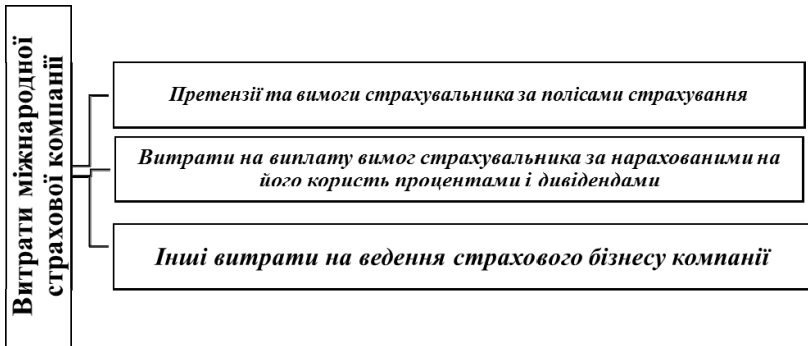 Витрати міжнародної
страхової компанії
Претензії та вимоги страхувальника за полісами страхування
Витрати на виплату вимог страхувальника за нарахованими на
його користь процентами і дивідендами
Інші витрати на ведення страхового бізнесу компанії